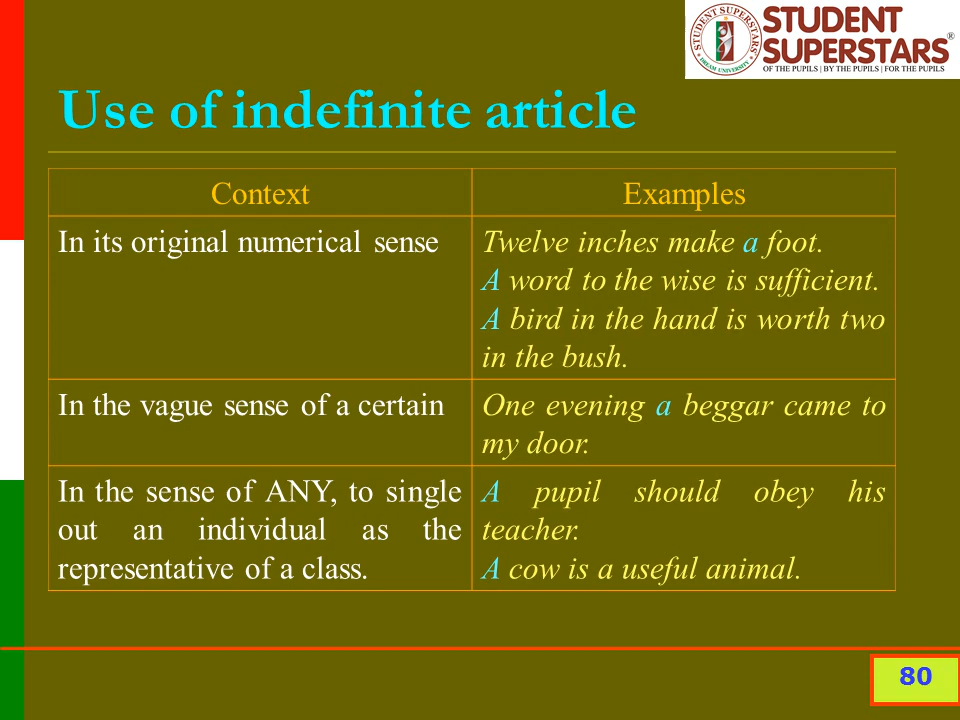 STUDENT SUPERSTARS
DREAM UNIVERSITY
STUDENT
SUPERSTARS®
OF THE PUPILS | BY THE PUPILS | FOR THE PUPILS
Use of indefinite article
Context
Examples
In its original numerical sense
Twelve inches make a foot.
A word to the wise is sufficient.
A bird in the hand is worth two
in the bush.
In the vague sense of a certain
One evening a beggar came to
my door.
In the sense of ANY, to single
out an individual as the
representative of a class.
A pupil should obey his
teacher.
A cow is a useful animal.
80